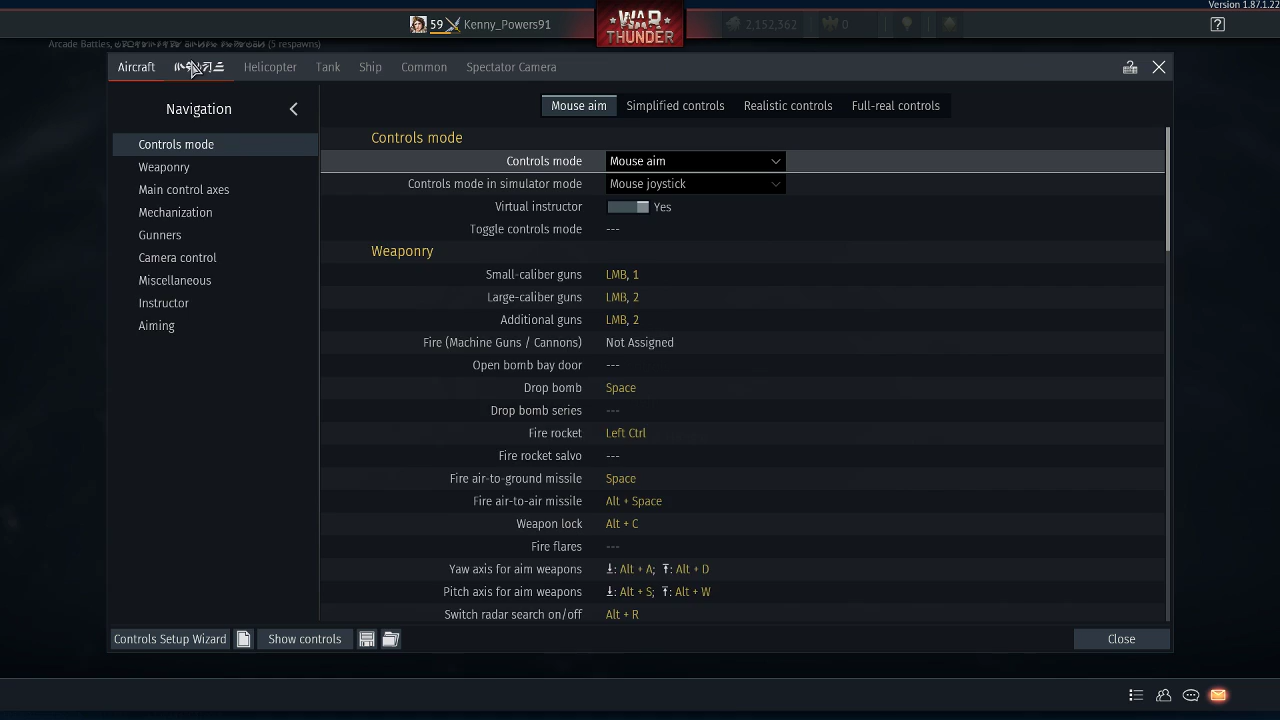 Version 1.87.1.22
59 Kenny_Powers91
WAR THUNDER
2,152,362
0
Arcade Battles, (5 respawns)
Aircraft Helicopter Tank Ship Common Spectator Camera
Navigation
Mouse aim Simplified controls Realistic controls Full-real controls
Controls mode
Weaponry
Main control axes
Mechanization
Gunners
Camera control
Miscellaneous
Instructor
Aiming
Controls mode
Controls mode Mouse aim
Controls mode in simulator mode Mouse joystick
Virtual instructor Yes
Toggle controls mode ---
Weaponry
Small-caliber guns LMB, 1
Large-caliber guns LMB, 2
Additional guns LMB, 2
Fire (Machine Guns / Cannons) Not Assigned
Open bomb bay door ---
Drop bomb Space
Drop bomb series ---
Fire rocket Left Ctrl
Fire rocket salvo ---
Fire air-to-ground missile Space
Fire air-to-air missile Alt + Space
Weapon lock Alt + C
Fire flares ---
Yaw axis for aim weapons : Alt + A; : Alt + D
Pitch axis for aim weapons : Alt + S; : Alt + W
Switch radar search on/off Alt + R
Controls Setup Wizard Show controls Close